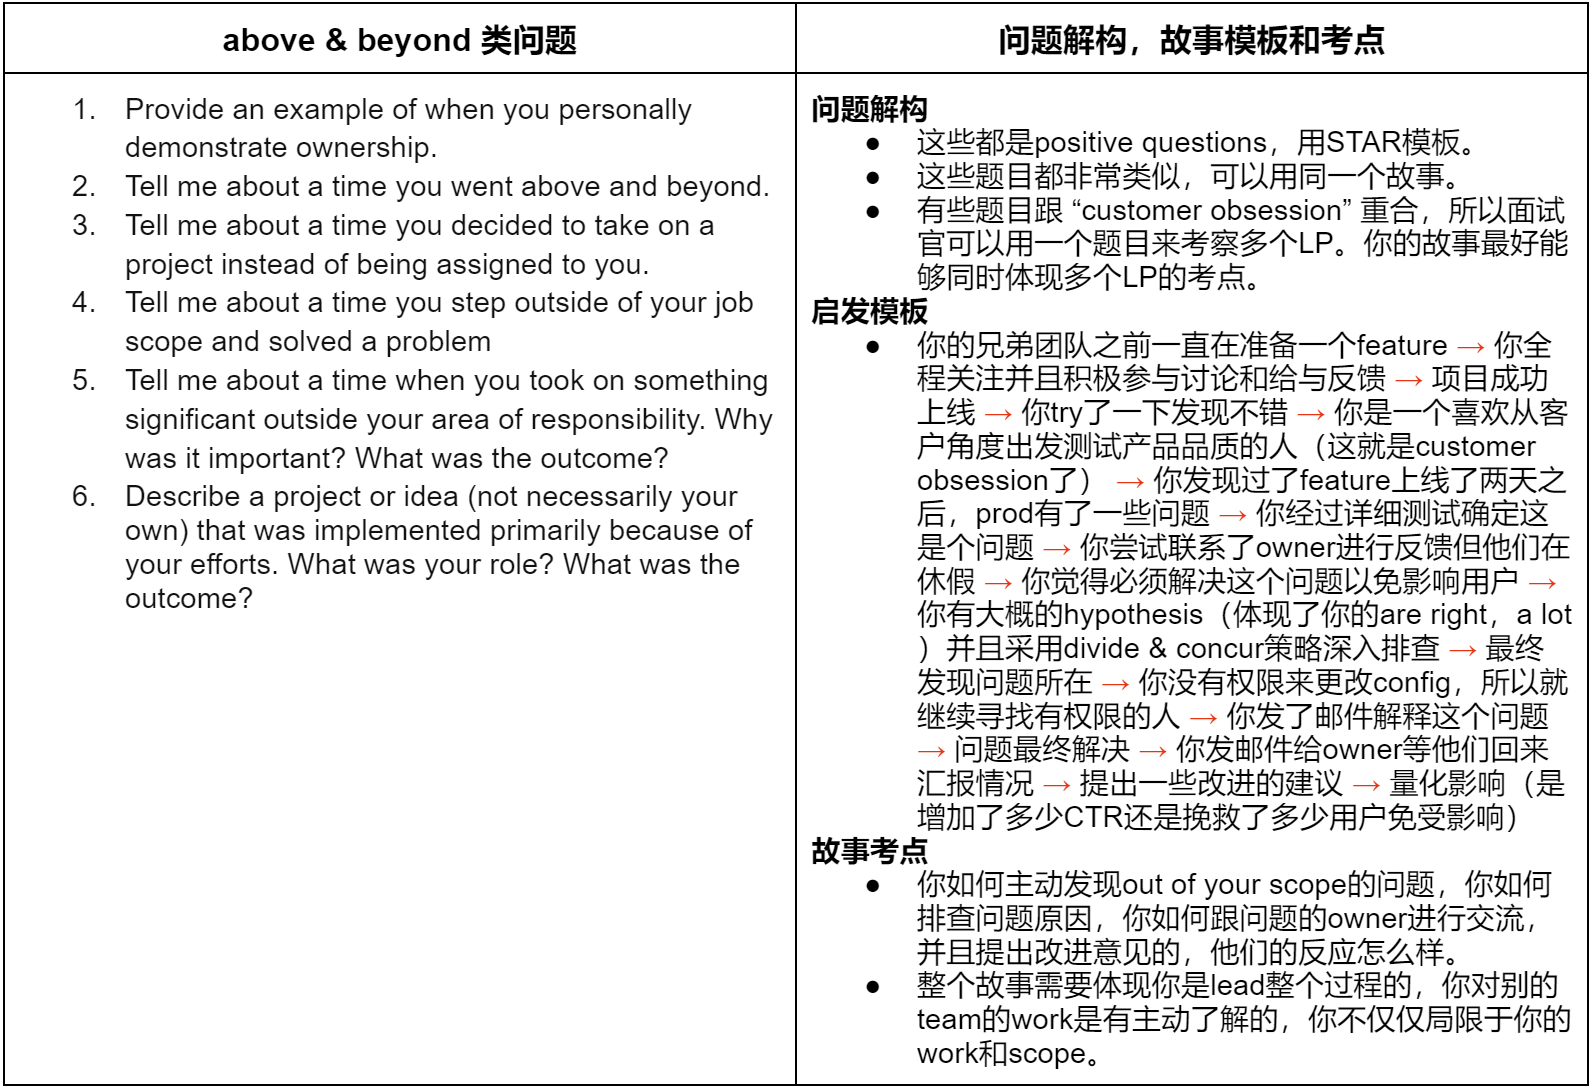 above & beyond 类问题
1. Provide an example of when you personally
demonstrate ownership.
2. Tell me about a time you went above and beyond.
3. Tell me about a time you decided to take on a
project instead of being assigned to you.
4. Tell me about a time you step outside of your job
scope and solved a problem
5. Tell me about a time when you took on something
significant outside your area of responsibility. Why
was it important? What was the outcome?
6. Describe a project or idea (not necessarily your
own) that was implemented primarily because of
your efforts. What was your role? What was the
outcome?
问题解构，故事模板和考点
问题解构
● 这些都是positive questions，用STAR模板。
● 这些题目都非常类似，可以用同一个故事。
● 有些题目跟 “customer obsession” 重合，所以面试
官可以用一个题目来考察多个LP。你的故事最好能
够同时体现多个LP的考点。
启发模板
● 你的兄弟团队之前一直在准备一个feature → 你全
程关注并且积极参与讨论和给与反馈 → 项目成功
上线 → 你try了一下发现不错 → 你是一个喜欢从客
户角度出发测试产品品质的人（这就是customer
obsession了） → 你发现过了feature上线了两天之
后，prod有了一些问题 → 你经过详细测试确定这
是个问题 → 你尝试联系了owner进行反馈但他们在
休假 → 你觉得必须解决这个问题以免影响用户 →
你有大概的hypothesis（体现了你的are right，a lot
）并且采用divide & concur策略深入排查 → 最终
发现问题所在 → 你没有权限来更改config，所以就
继续寻找有权限的人 → 你发了邮件解释这个问题
→ 问题最终解决 → 你发邮件给owner等他们回来
汇报情况 → 提出一些改进的建议 → 量化影响（是
增加了多少CTR还是挽救了多少用户免受影响）
故事考点
● 你如何主动发现out of your scope的问题，你如何
排查问题原因，你如何跟问题的owner进行交流，
并且提出改进意见的，他们的反应怎么样。
● 整个故事需要体现你是lead整个过程的，你对别的
team的work是有主动了解的，你不仅仅局限于你的
work和scope。